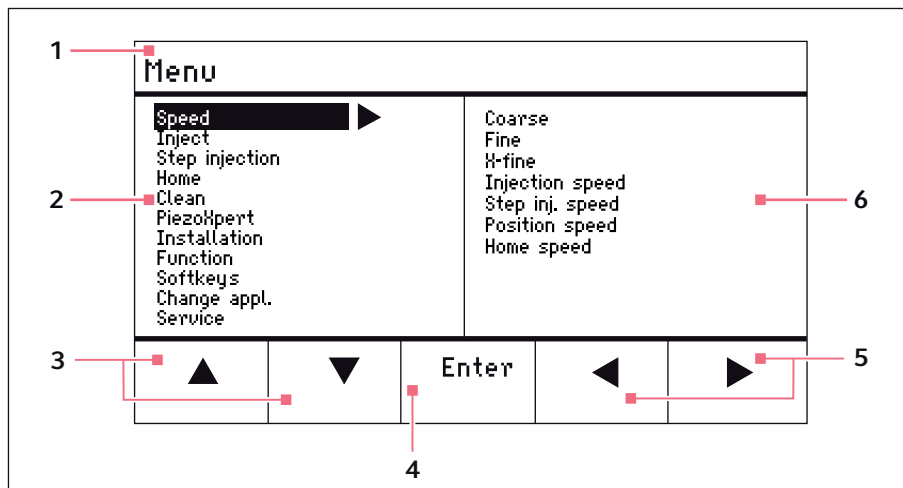 1
Menu
Speed
Inject
Step injection
Home
Clean
PiezoXpert
Installation
Function
Softkeys
Change appl.
Service
2
Coarse
Fine
X-fine
Injection speed
Step inj. speed
Position speed
Home speed
6
3
Enter
5
4